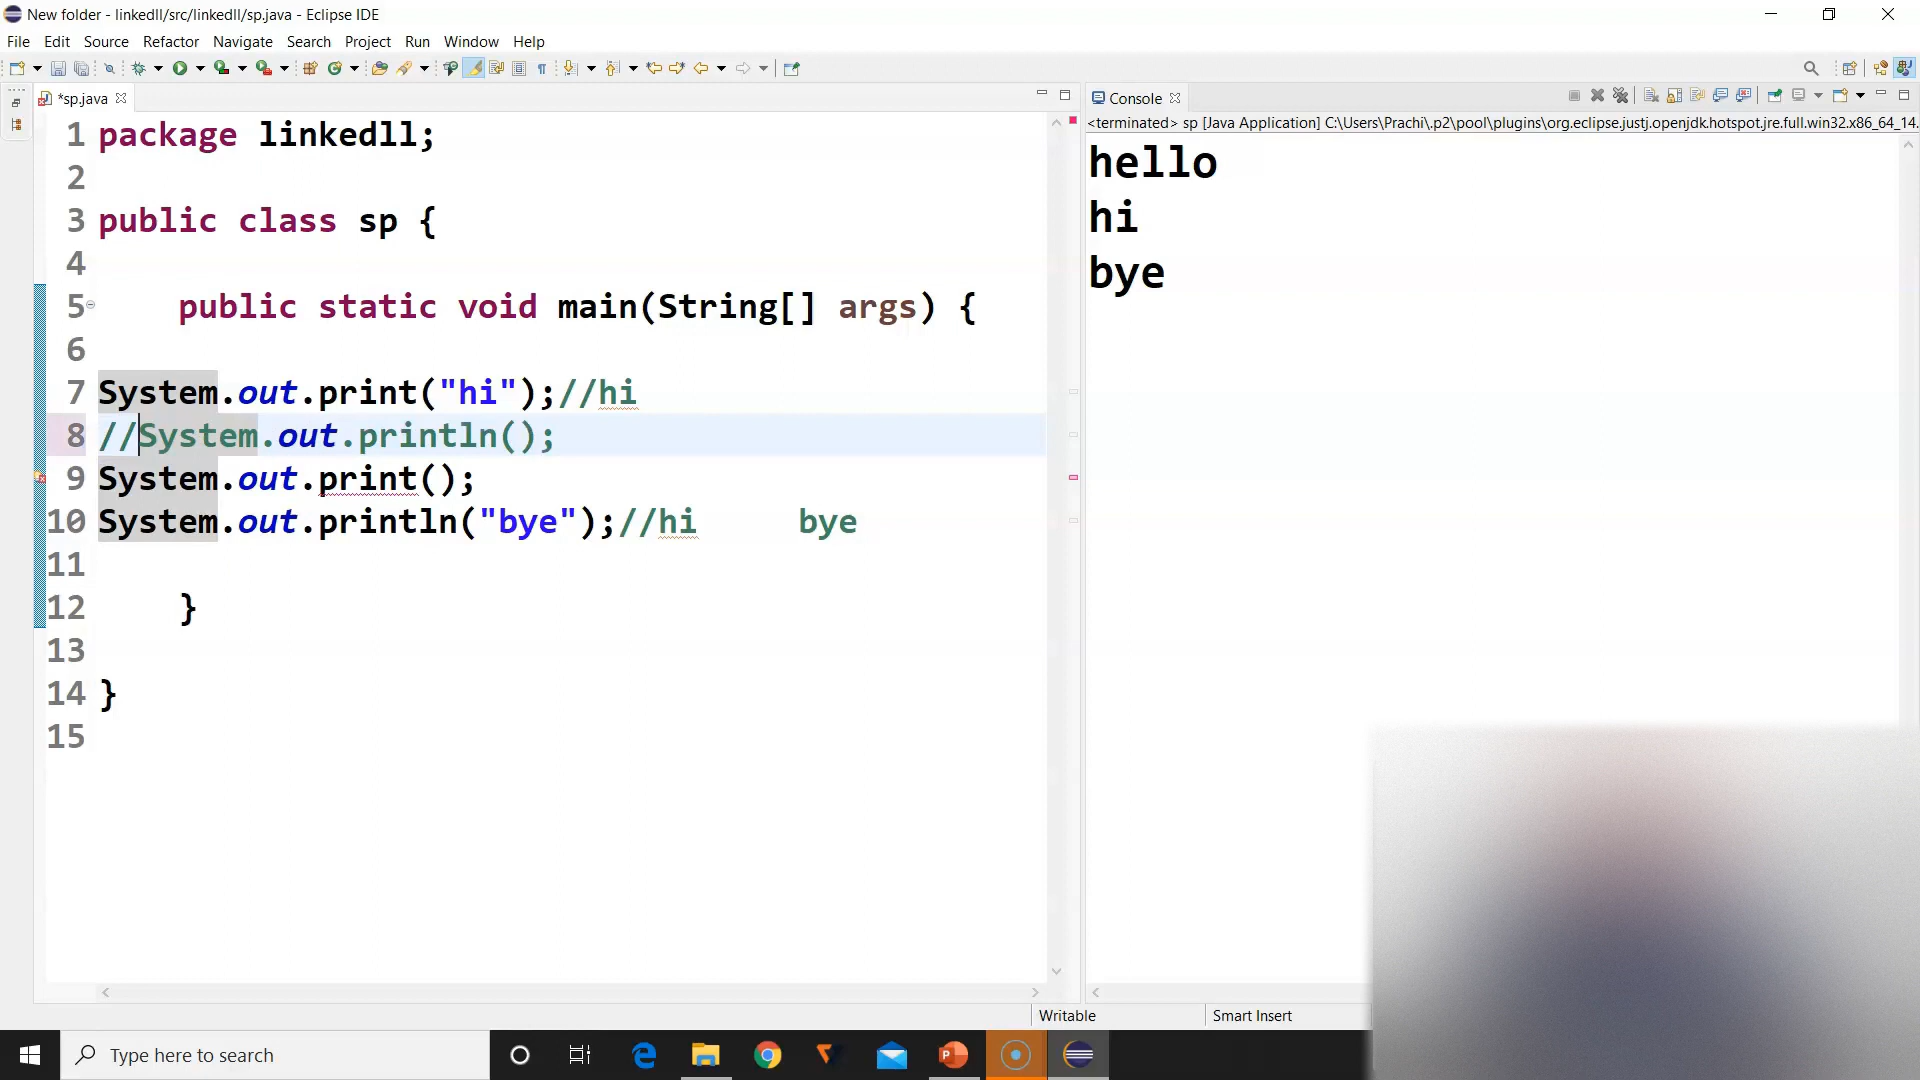 New folder - linkedll/src/linkedll/sp.java - Eclipse IDE
File Edit Source Refactor Navigate Search Project Run Window Help
*sp.java
1 package linkedll;
2
3 public class sp {
4
5 public static void main(String[] args) {
6
7 System.out.print("hi");//hi
8 //System.out.println();
9 System.out.print();
10 System.out.println("bye");//hi bye
11
12 }
13
14 }
15
Console
<terminated> sp [Java Application] C:\Users\Prachi\.p2\pool\plugins\org.eclipse.justj.openjdk.hotspot.jre.full.win32.x86_64_14.
hello
hi
bye
Writable Smart Insert
Type here to search